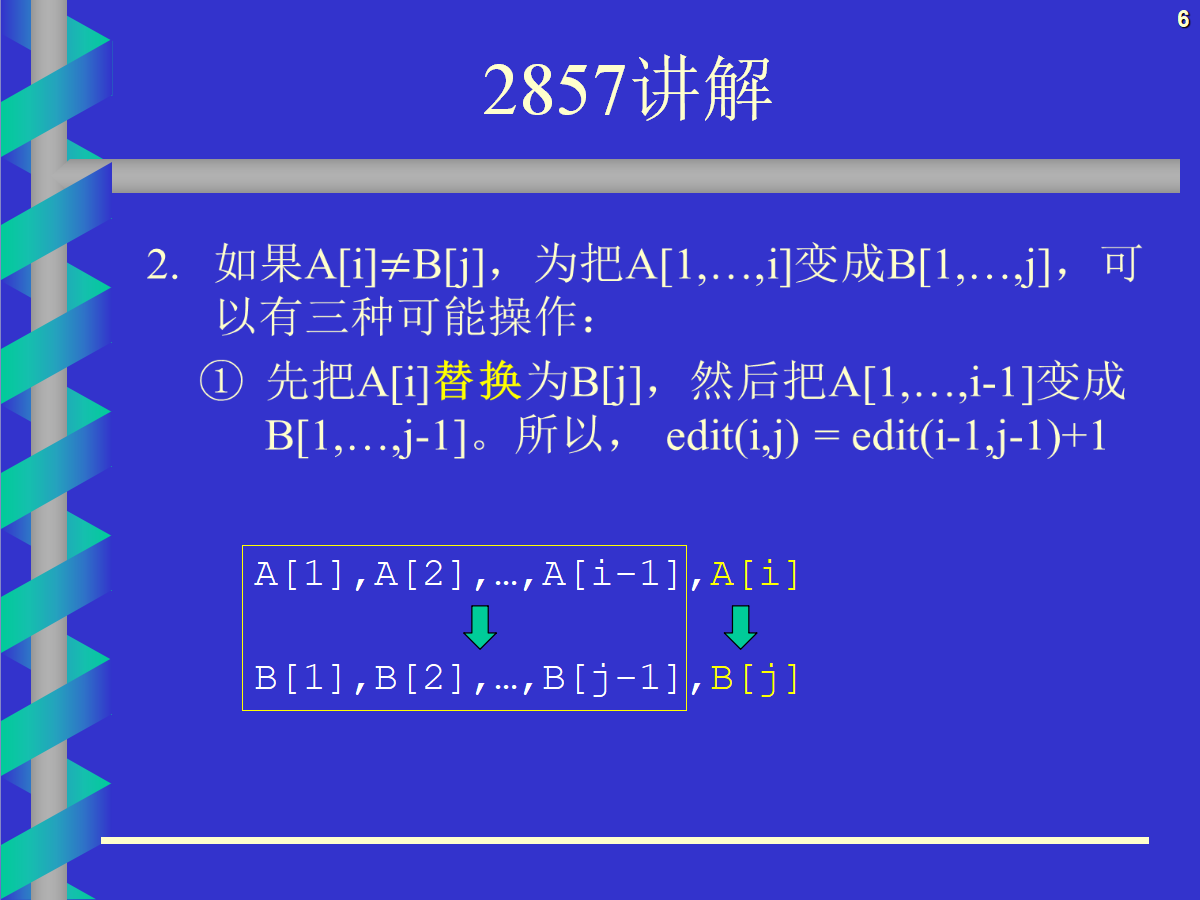 6
2857讲解
2. 如果A[i]≠B[j]，为把A[1,…,i]变成B[1,…,j]，可
以有三种可能操作：
① 先把A[i]替换为B[j]，然后把A[1,…,i-1]变成
B[1,…,j-1]。所以， edit(i,j) = edit(i-1,j-1)+1
A[1],A[2],…,A[i-1],A[i]
B[1],B[2],…,B[j-1],B[j]